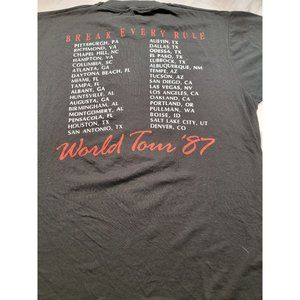 BREAK EVERY RULE
PITTSBURGH, PA
RICHMOND, VA
CHAPEL HILL, NC
HAMPTON, VA
COLUMBIA, SC
ATLANTA, GA
DAYTONA BEACH, FL
MIAMI, FL
TAMPA, FL
ALBANY, GA
HUNTSVILLE, AL
AUGUSTA, GA
BIRMINGHAM, AL
MONTGOMERY, AL
PENSACOLA, FL
HOUSTON, TX
SAN ANTONIO, TX
AUSTIN, TX
DALLAS, TX
ODESSA, TX
EL PASO, TX
LUBBOCK, TX
ALBUQUERQUE, NM
TEMPE, AZ
TUCSON, AZ
SAN DIEGO, CA
LAS VEGAS, NV
LOS ANGELES, CA
OAKLAND, CA
PORTLAND, OR
PULLMAN, WA
BOISE, ID
SALT LAKE CITY, UT
DENVER, CO
World Tour '87